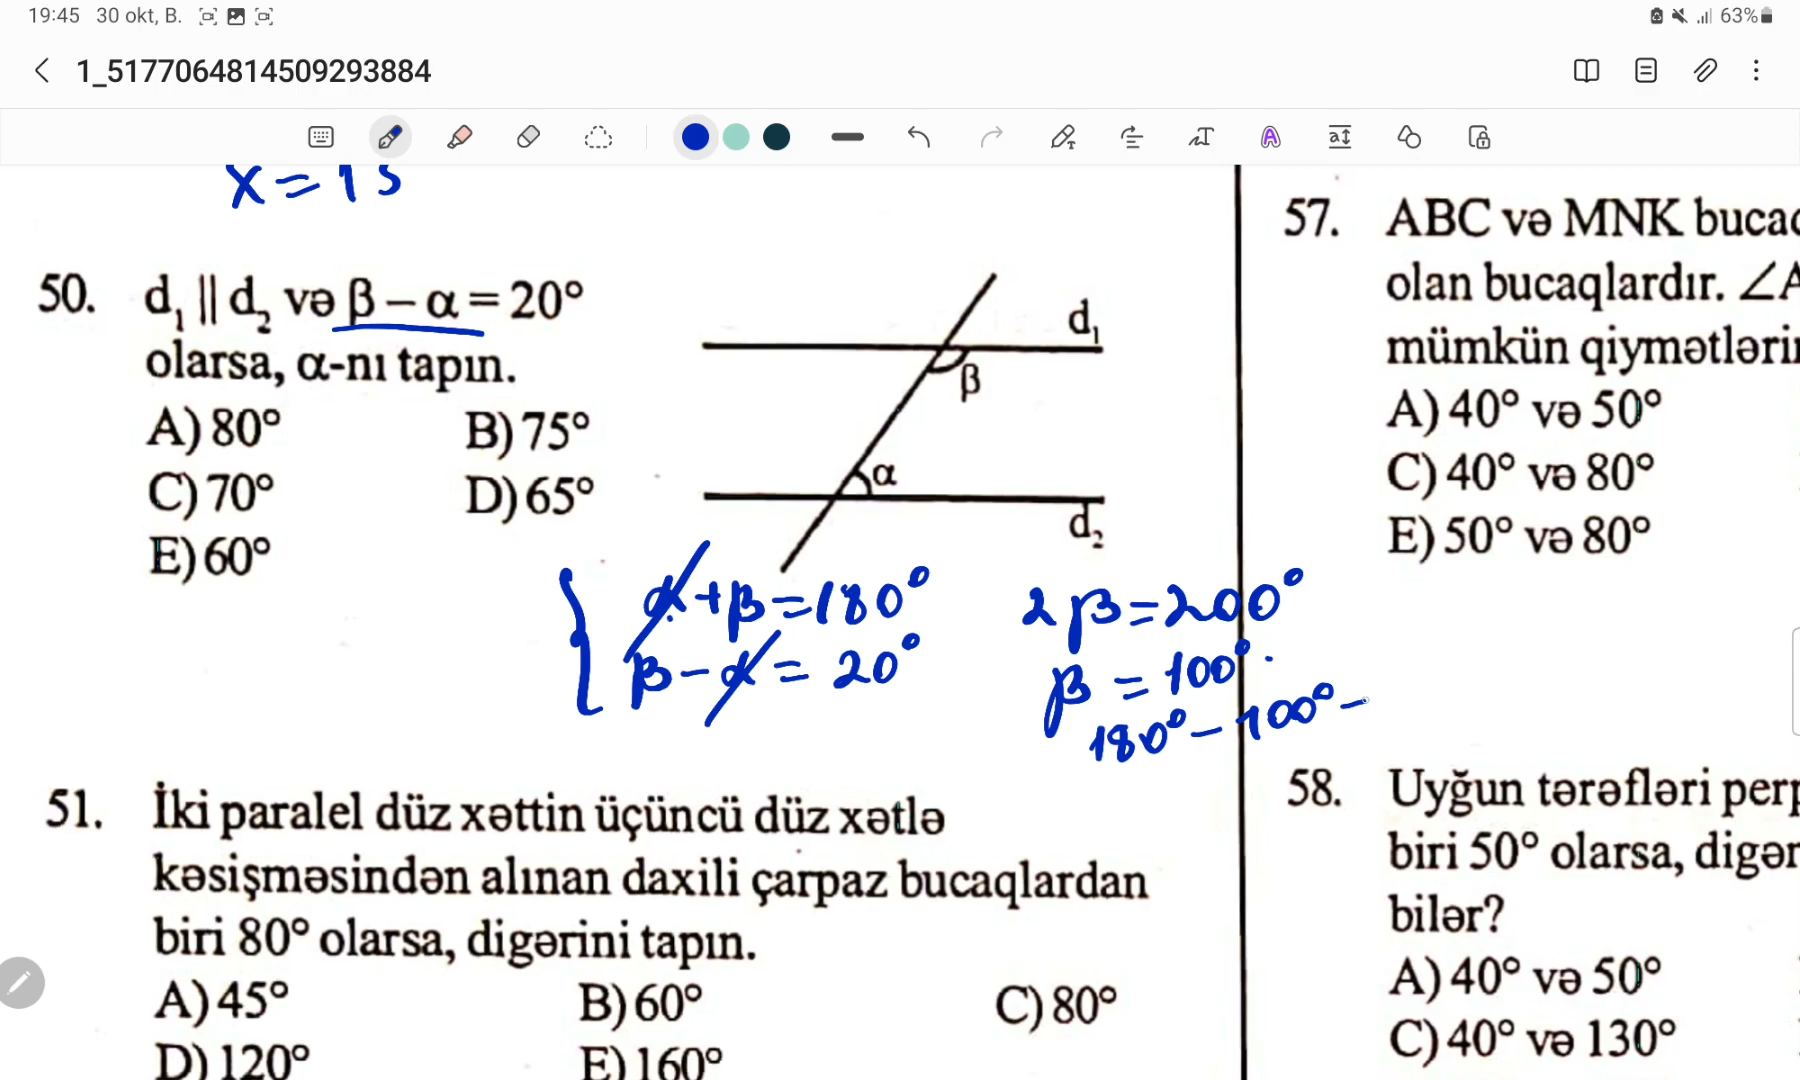 19:45 30 okt, B. 63%
1_5177064814509293884
x = 15
50. d₁ || d₂ və β – α = 20°
olarsa, α-nı tapın.
A) 80° B) 75°
C) 70° D) 65°
E) 60°
d₁
β
α
d₂
α + β = 180°
β - α = 20°
2β = 200°
β = 100°.
180° - 100° -
51. İki paralel düz xəttin üçüncü düz xətlə
kəsişməsindən alınan daxili çarpaz bucaqlardan
biri 80° olarsa, digərini tapın.
A) 45° B) 60° C) 80°
D) 120° E) 160°
57. ABC və MNK bucaq
olan bucaqlardır. ∠A
mümkün qiymətləri
A) 40° və 50°
C) 40° və 80°
E) 50° və 80°
58. Uyğun tərəfləri perp
biri 50° olarsa, digər
bilər?
A) 40° və 50°
C) 40° və 130°